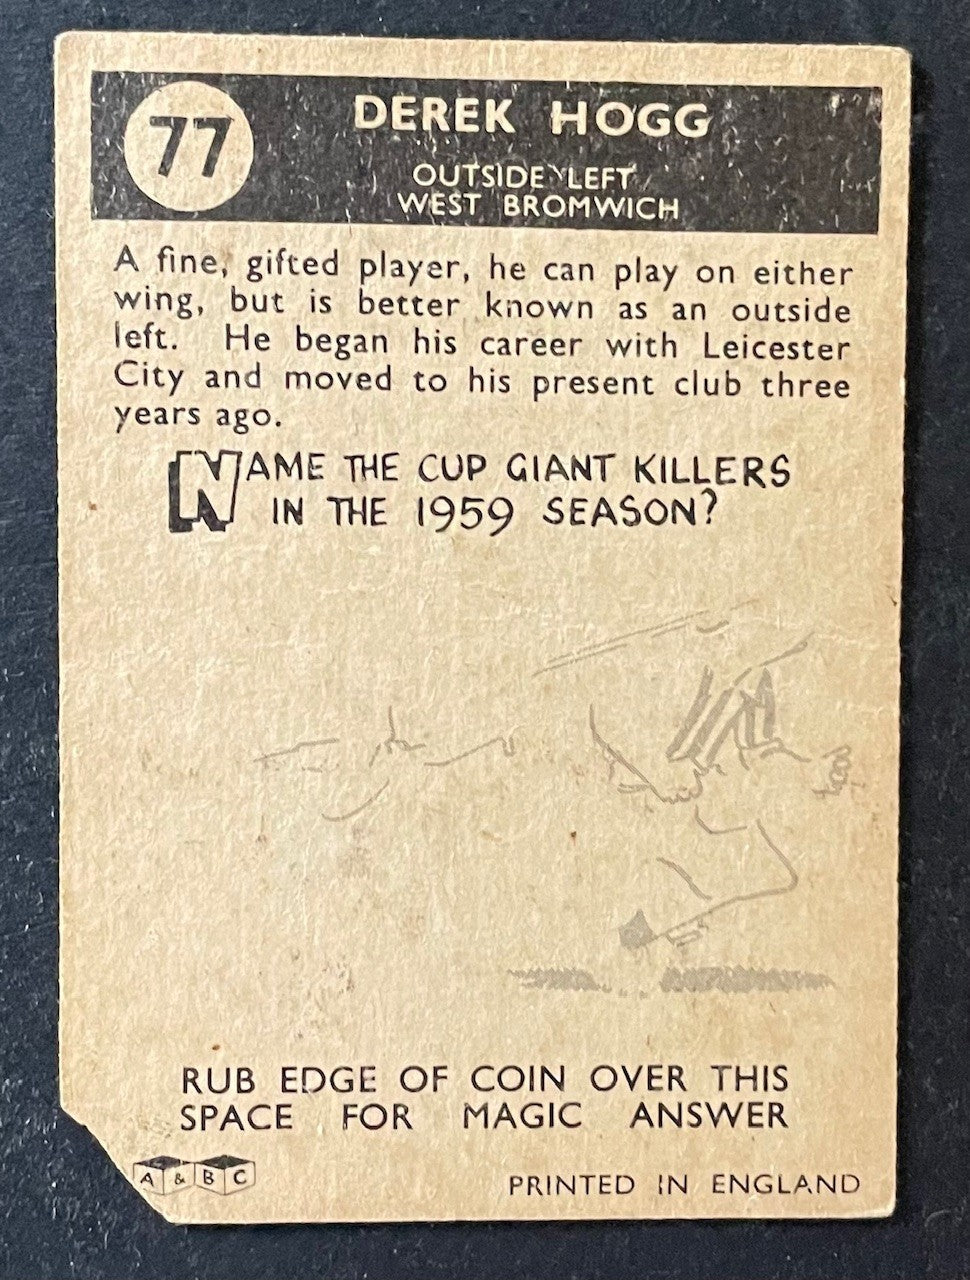 77
DEREK HOGG
OUTSIDE LEFT
WEST BROMWICH
A fine, gifted player, he can play on either
wing, but is better known as an outside
left. He began his career with Leicester
City and moved to his present club three
years ago.
NAME THE CUP GIANT KILLERS
IN THE 1959 SEASON?
RUB EDGE OF COIN OVER THIS
SPACE FOR MAGIC ANSWER
A & B C
PRINTED IN ENGLAND